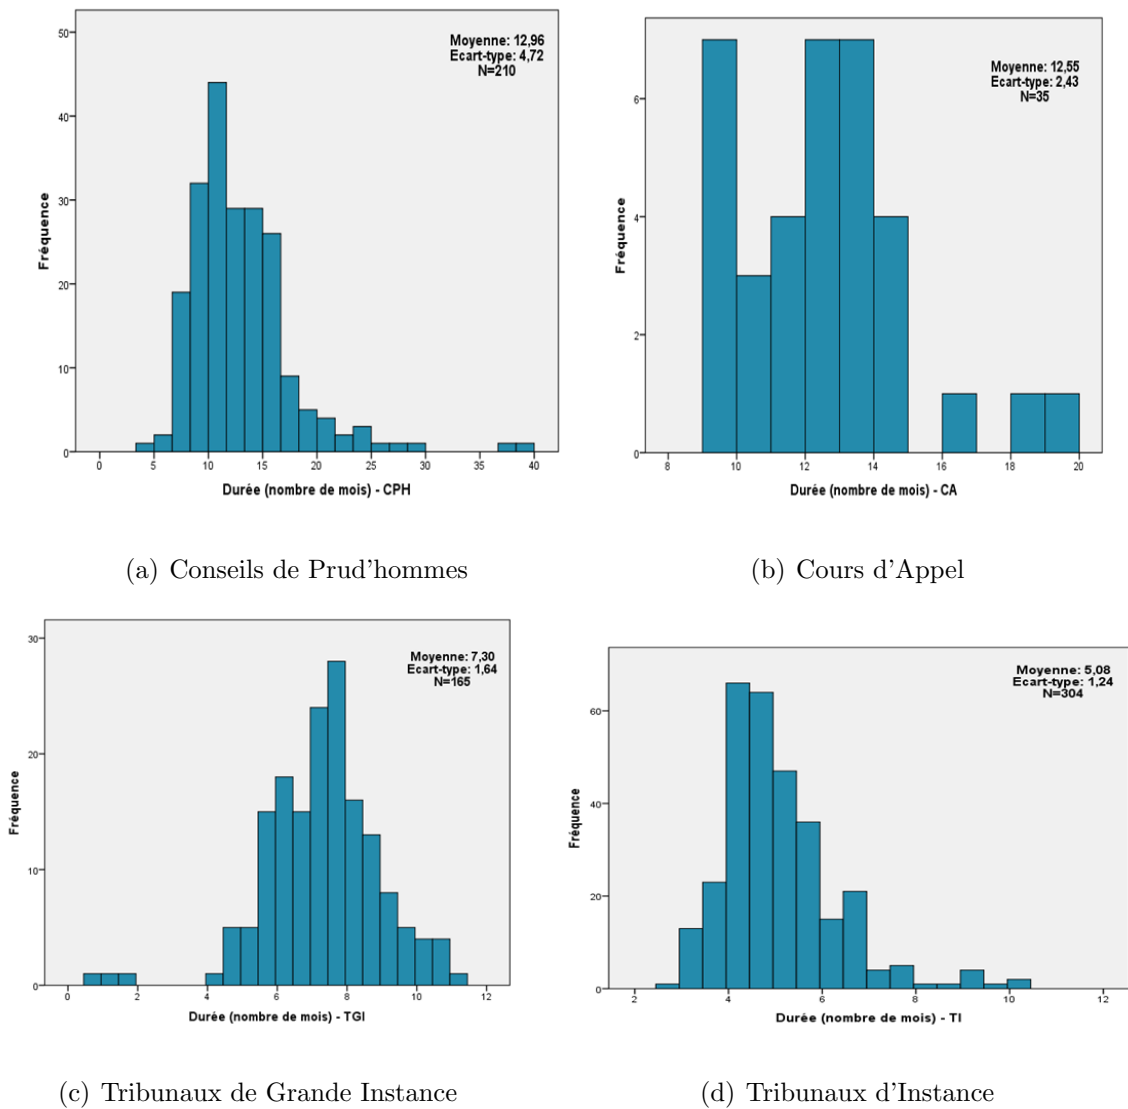 Moyenne: 12,96
Ecart-type: 4,72
N=210
Fréquence
50
40
30
20
10
0
0 5 10 15 20 25 30 35 40
Durée (nombre de mois) - CPH
(a) Conseils de Prud'hommes
Moyenne: 12,55
Ecart-type: 2,43
N=35
Fréquence
6
4
2
0
8 10 12 14 16 18 20
Durée (nombre de mois) - CA
(b) Cours d'Appel
Moyenne: 7,30
Ecart-type: 1,64
N=165
Fréquence
30
20
10
0
0 2 4 6 8 10 12
Durée (nombre de mois) - TGI
(c) Tribunaux de Grande Instance
Moyenne: 5,08
Ecart-type: 1,24
N=304
Fréquence
60
40
20
0
2 4 6 8 10 12
Durée (nombre de mois) - TI
(d) Tribunaux d'Instance